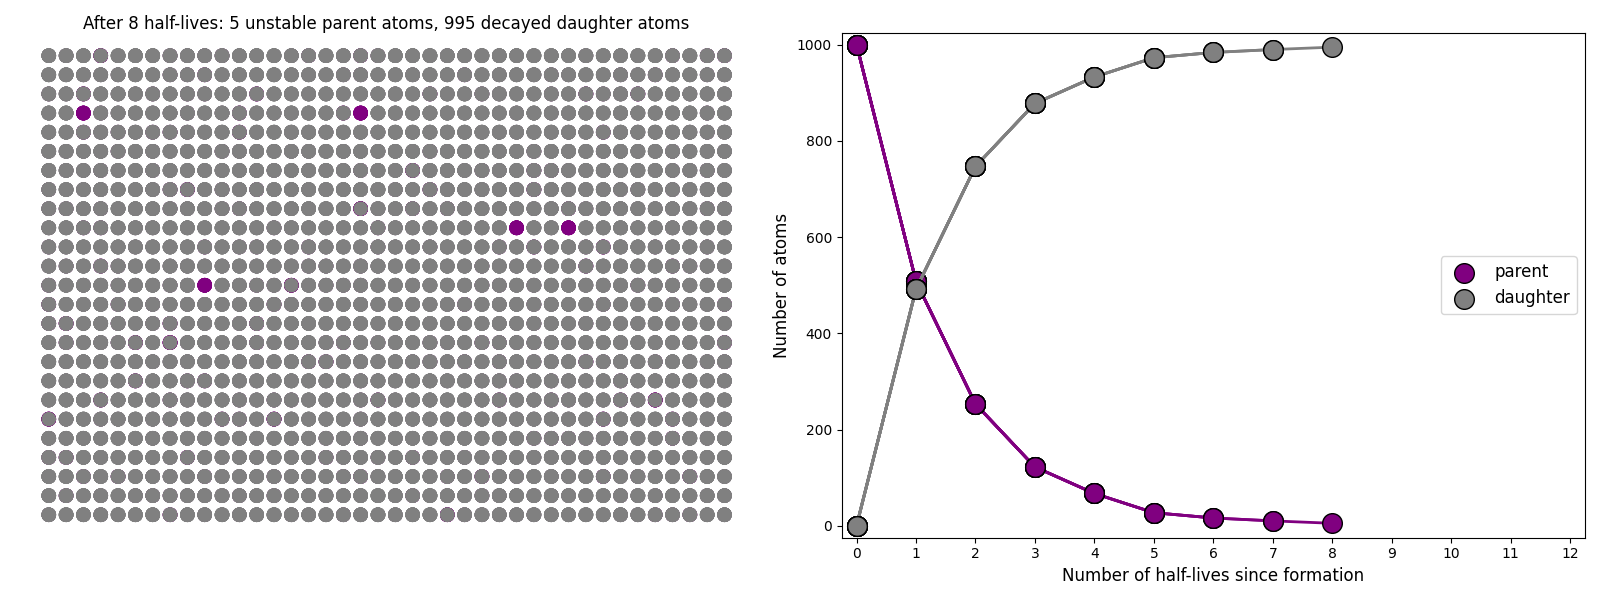 After 8 half-lives: 5 unstable parent atoms, 995 decayed daughter atoms
1000
800
600
400
200
0
Number of atoms
parent
daughter
0 1 2 3 4 5 6 7 8 9 10 11 12
Number of half-lives since formation